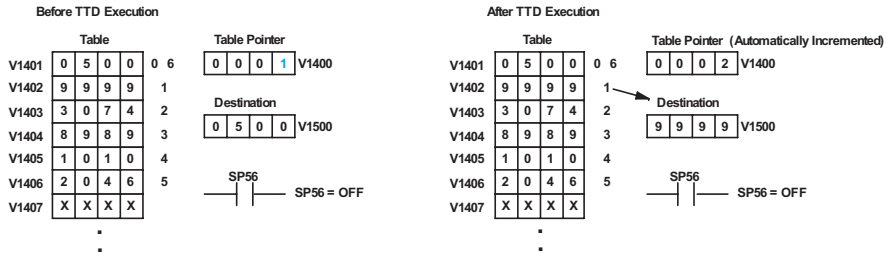 Before TTD Execution
Table
Table Pointer
V1401 0 5 0 0 0 6
0 0 0 1 V1400
V1402 9 9 9 9 1
V1403 3 0 7 4 2
Destination
V1404 8 9 8 9 3
0 5 0 0 V1500
V1405 1 0 1 0 4
V1406 2 0 4 6 5
SP56
SP56 = OFF
V1407 X X X X
After TTD Execution
Table
Table Pointer (Automatically Incremented)
V1401 0 5 0 0 0 6
0 0 0 2 V1400
V1402 9 9 9 9 1
V1403 3 0 7 4 2
Destination
V1404 8 9 8 9 3
9 9 9 9 V1500
V1405 1 0 1 0 4
V1406 2 0 4 6 5
SP56
SP56 = OFF
V1407 X X X X